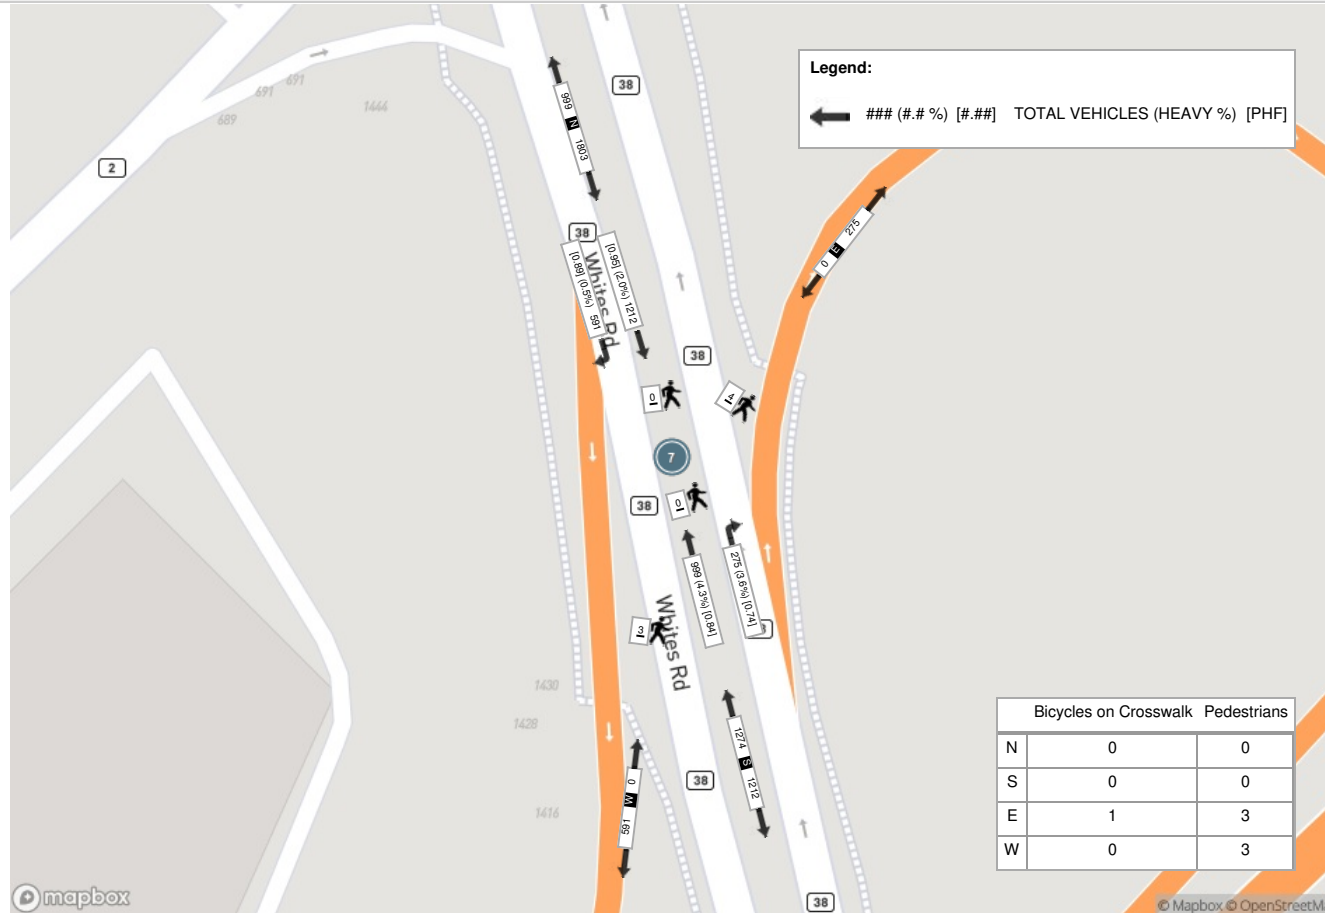 Legend:
### (#.# %) [#.##] TOTAL VEHICLES (HEAVY %) [PHF]
38
999 N 1803
691
691
1444
689
2
38
[0.95] (2.0%) 1212
[0.89] (0.5%) 591
Whites Rd
0 E 275
38
0
4
7
38
0
999 (4.3%) [0.84]
275 (3.6%) [0.74]
3
Whites Rd
1430
1428
1274 S 1212
38
591 W 0
1416
38
Bicycles on Crosswalk Pedestrians
N 0 0
S 0 0
E 1 3
W 0 3
mapbox
© Mapbox © OpenStreetM